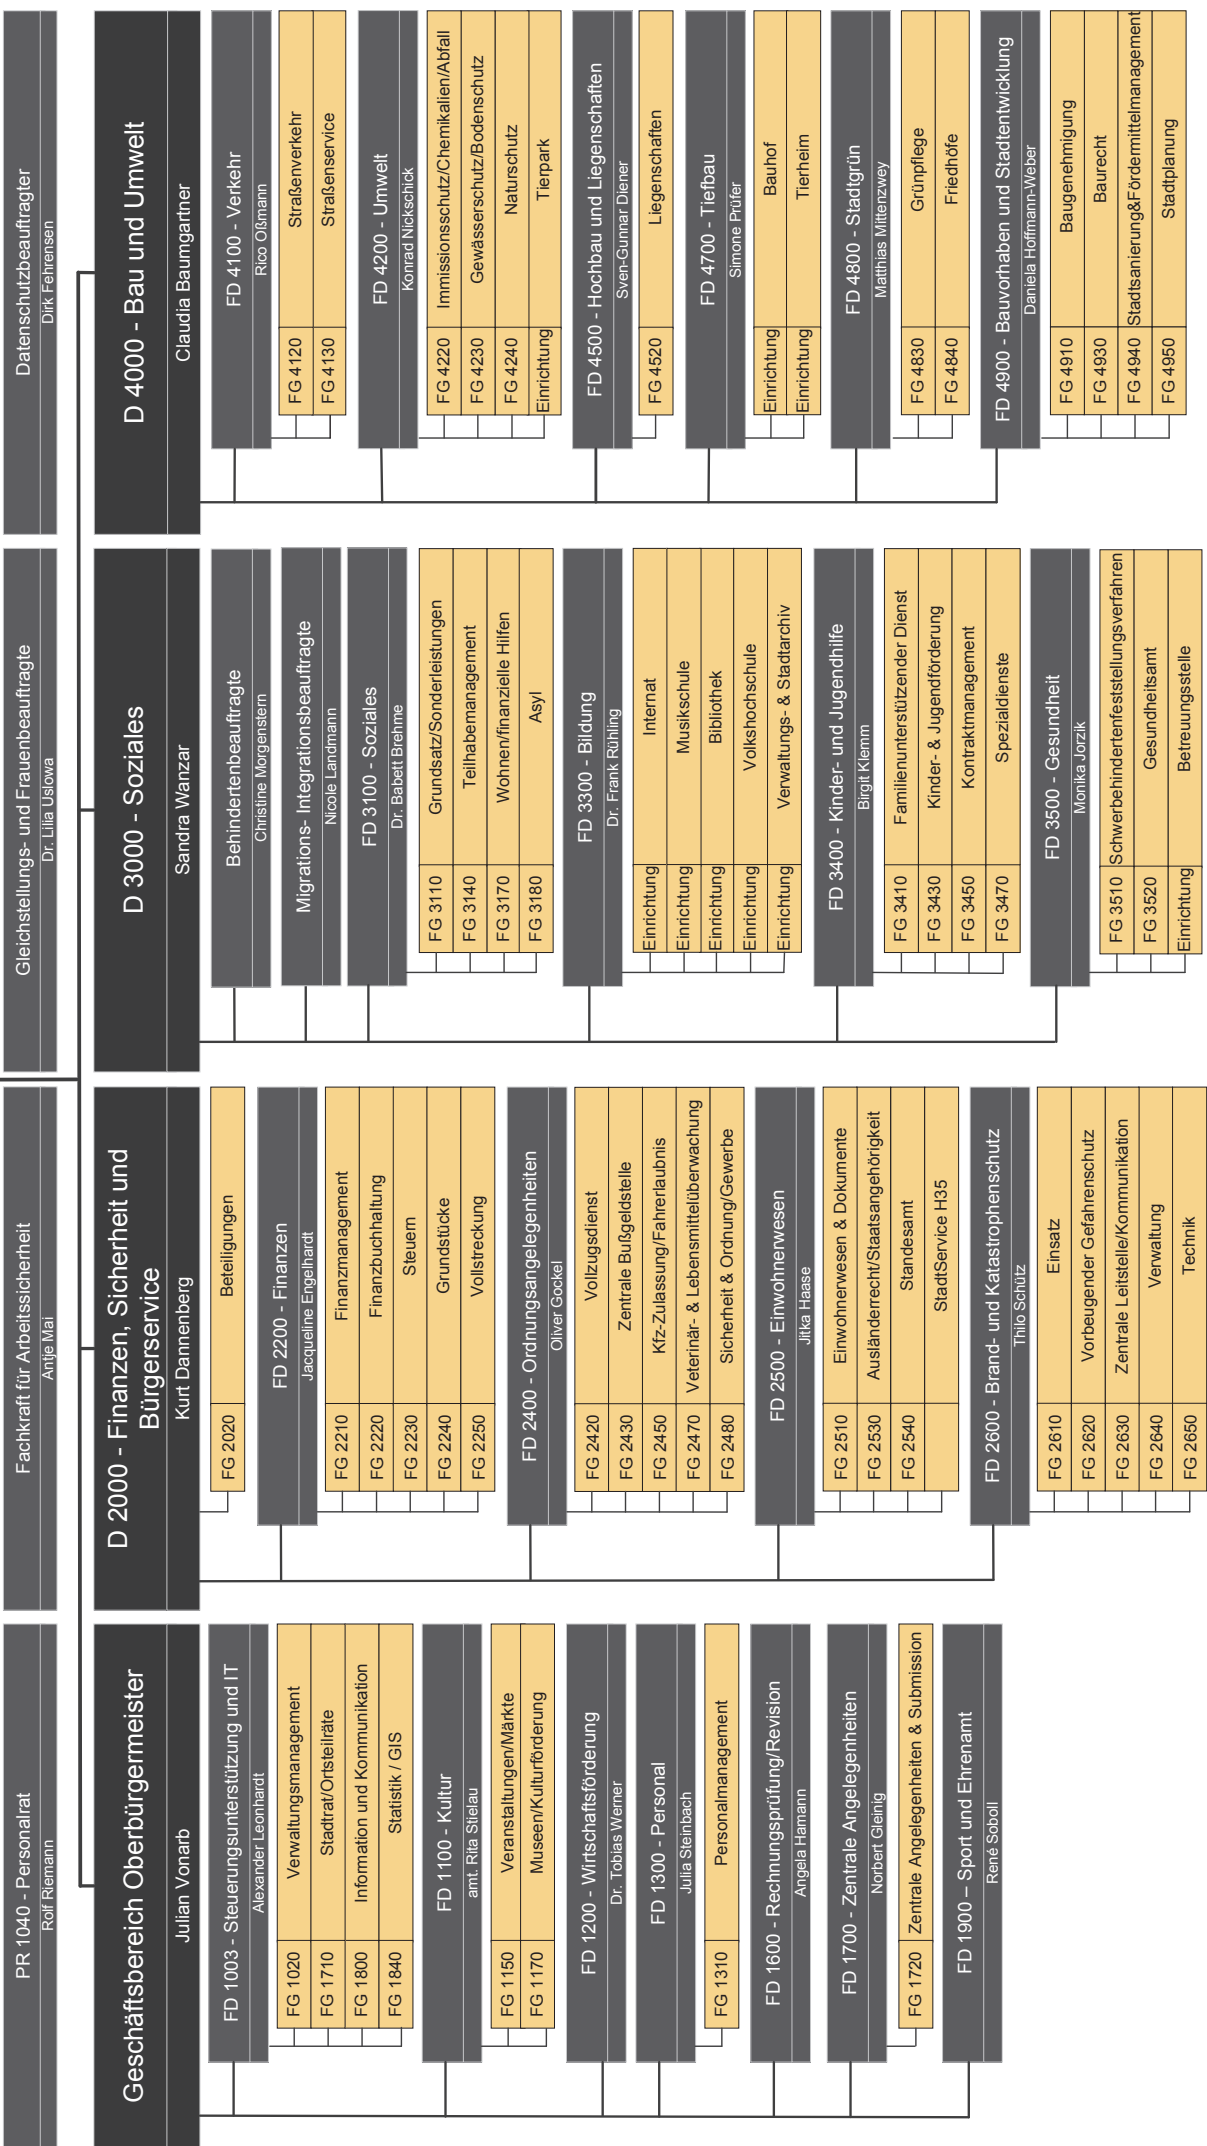 PR 1040 - Personalrat
Rolf Riemann
Fachkraft für Arbeitssicherheit
Antje Mai
Gleichstellungs- und Frauenbeauftragte
Dr. Lilia Uslowa
Datenschutzbeauftragter
Dirk Fehrensen
Geschäftsbereich Oberbürgermeister
Julian Vonarb
FD 1003 - Steuerungsunterstützung und IT
Alexander Leonhardt
FG 1020 Verwaltungsmanagement
FG 1710 Stadtrat/Ortsteilräte
FG 1800 Information und Kommunikation
FG 1840 Statistik / GIS
FD 1100 - Kultur
amt. Rita Stielau
FG 1150 Veranstaltungen/Märkte
FG 1170 Museen/Kulturförderung
FD 1200 - Wirtschaftsförderung
Dr. Tobias Werner
FD 1300 - Personal
Julia Steinbach
FG 1310 Personalmanagement
FD 1600 - Rechnungsprüfung/Revision
Angela Hamann
FD 1700 - Zentrale Angelegenheiten
Norbert Gleinig
FG 1720 Zentrale Angelegenheiten & Submission
FD 1900 – Sport und Ehrenamt
René Soboll
D 2000 - Finanzen, Sicherheit und
Bürgerservice
Kurt Dannenberg
FG 2020 Beteiligungen
FD 2200 - Finanzen
Jacqueline Engelhardt
FG 2210 Finanzmanagement
FG 2220 Finanzbuchhaltung
FG 2230 Steuern
FG 2240 Grundstücke
FG 2250 Vollstreckung
FD 2400 - Ordnungsangelegenheiten
Oliver Gockel
FG 2420 Vollzugsdienst
FG 2430 Zentrale Bußgeldstelle
FG 2450 Kfz-Zulassung/Fahrerlaubnis
FG 2470 Veterinär- & Lebensmittelüberwachung
FG 2480 Sicherheit & Ordnung/Gewerbe
FD 2500 - Einwohnerwesen
Jitka Haase
FG 2510 Einwohnerwesen & Dokumente
FG 2530 Ausländerrecht/Staatsangehörigkeit
FG 2540 Standesamt
StadtService H35
FD 2600 - Brand- und Katastrophenschutz
Thilo Schütz
FG 2610 Einsatz
FG 2620 Vorbeugender Gefahrenschutz
FG 2630 Zentrale Leitstelle/Kommunikation
FG 2640 Verwaltung
FG 2650 Technik
D 3000 - Soziales
Sandra Wanzar
Behindertenbeauftragte
Christine Morgenstern
Migrations- Integrationsbeauftragte
Nicole Landmann
FD 3100 - Soziales
Dr. Babett Brehme
FG 3110 Grundsatz/Sonderleistungen
FG 3140 Teilhabemanagement
FG 3170 Wohnen/finanzielle Hilfen
FG 3180 Asyl
FD 3300 - Bildung
Dr. Frank Rühling
Einrichtung Internat
Einrichtung Musikschule
Einrichtung Bibliothek
Einrichtung Volkshochschule
Einrichtung Verwaltungs- & Stadtarchiv
FD 3400 - Kinder- und Jugendhilfe
Birgit Klemm
FG 3410 Familienunterstützender Dienst
FG 3430 Kinder- & Jugendförderung
FG 3450 Kontraktmanagement
FG 3470 Spezialdienste
FD 3500 - Gesundheit
Monika Jorzik
FG 3510 Schwerbehindertenfeststellungsverfahren
FG 3520 Gesundheitsamt
Einrichtung Betreuungsstelle
D 4000 - Bau und Umwelt
Claudia Baumgartner
FD 4100 - Verkehr
Rico Oßmann
FG 4120 Straßenverkehr
FG 4130 Straßenservice
FD 4200 - Umwelt
Konrad Nickschick
FG 4220 Immissionsschutz/Chemikalien/Abfall
FG 4230 Gewässerschutz/Bodenschutz
FG 4240 Naturschutz
Einrichtung Tierpark
FD 4500 - Hochbau und Liegenschaften
Sven-Gunnar Diener
FG 4520 Liegenschaften
FD 4700 - Tiefbau
Simone Prüfer
Einrichtung Bauhof
Einrichtung Tierheim
FD 4800 - Stadtgrün
Matthias Mittenzwey
FG 4830 Grünpflege
FG 4840 Friedhöfe
FD 4900 - Bauvorhaben und Stadtentwicklung
Daniela Hoffmann-Weber
FG 4910 Baugenehmigung
FG 4930 Baurecht
FG 4940 Stadtsanierung&Fördermittelmanagement
FG 4950 Stadtplanung